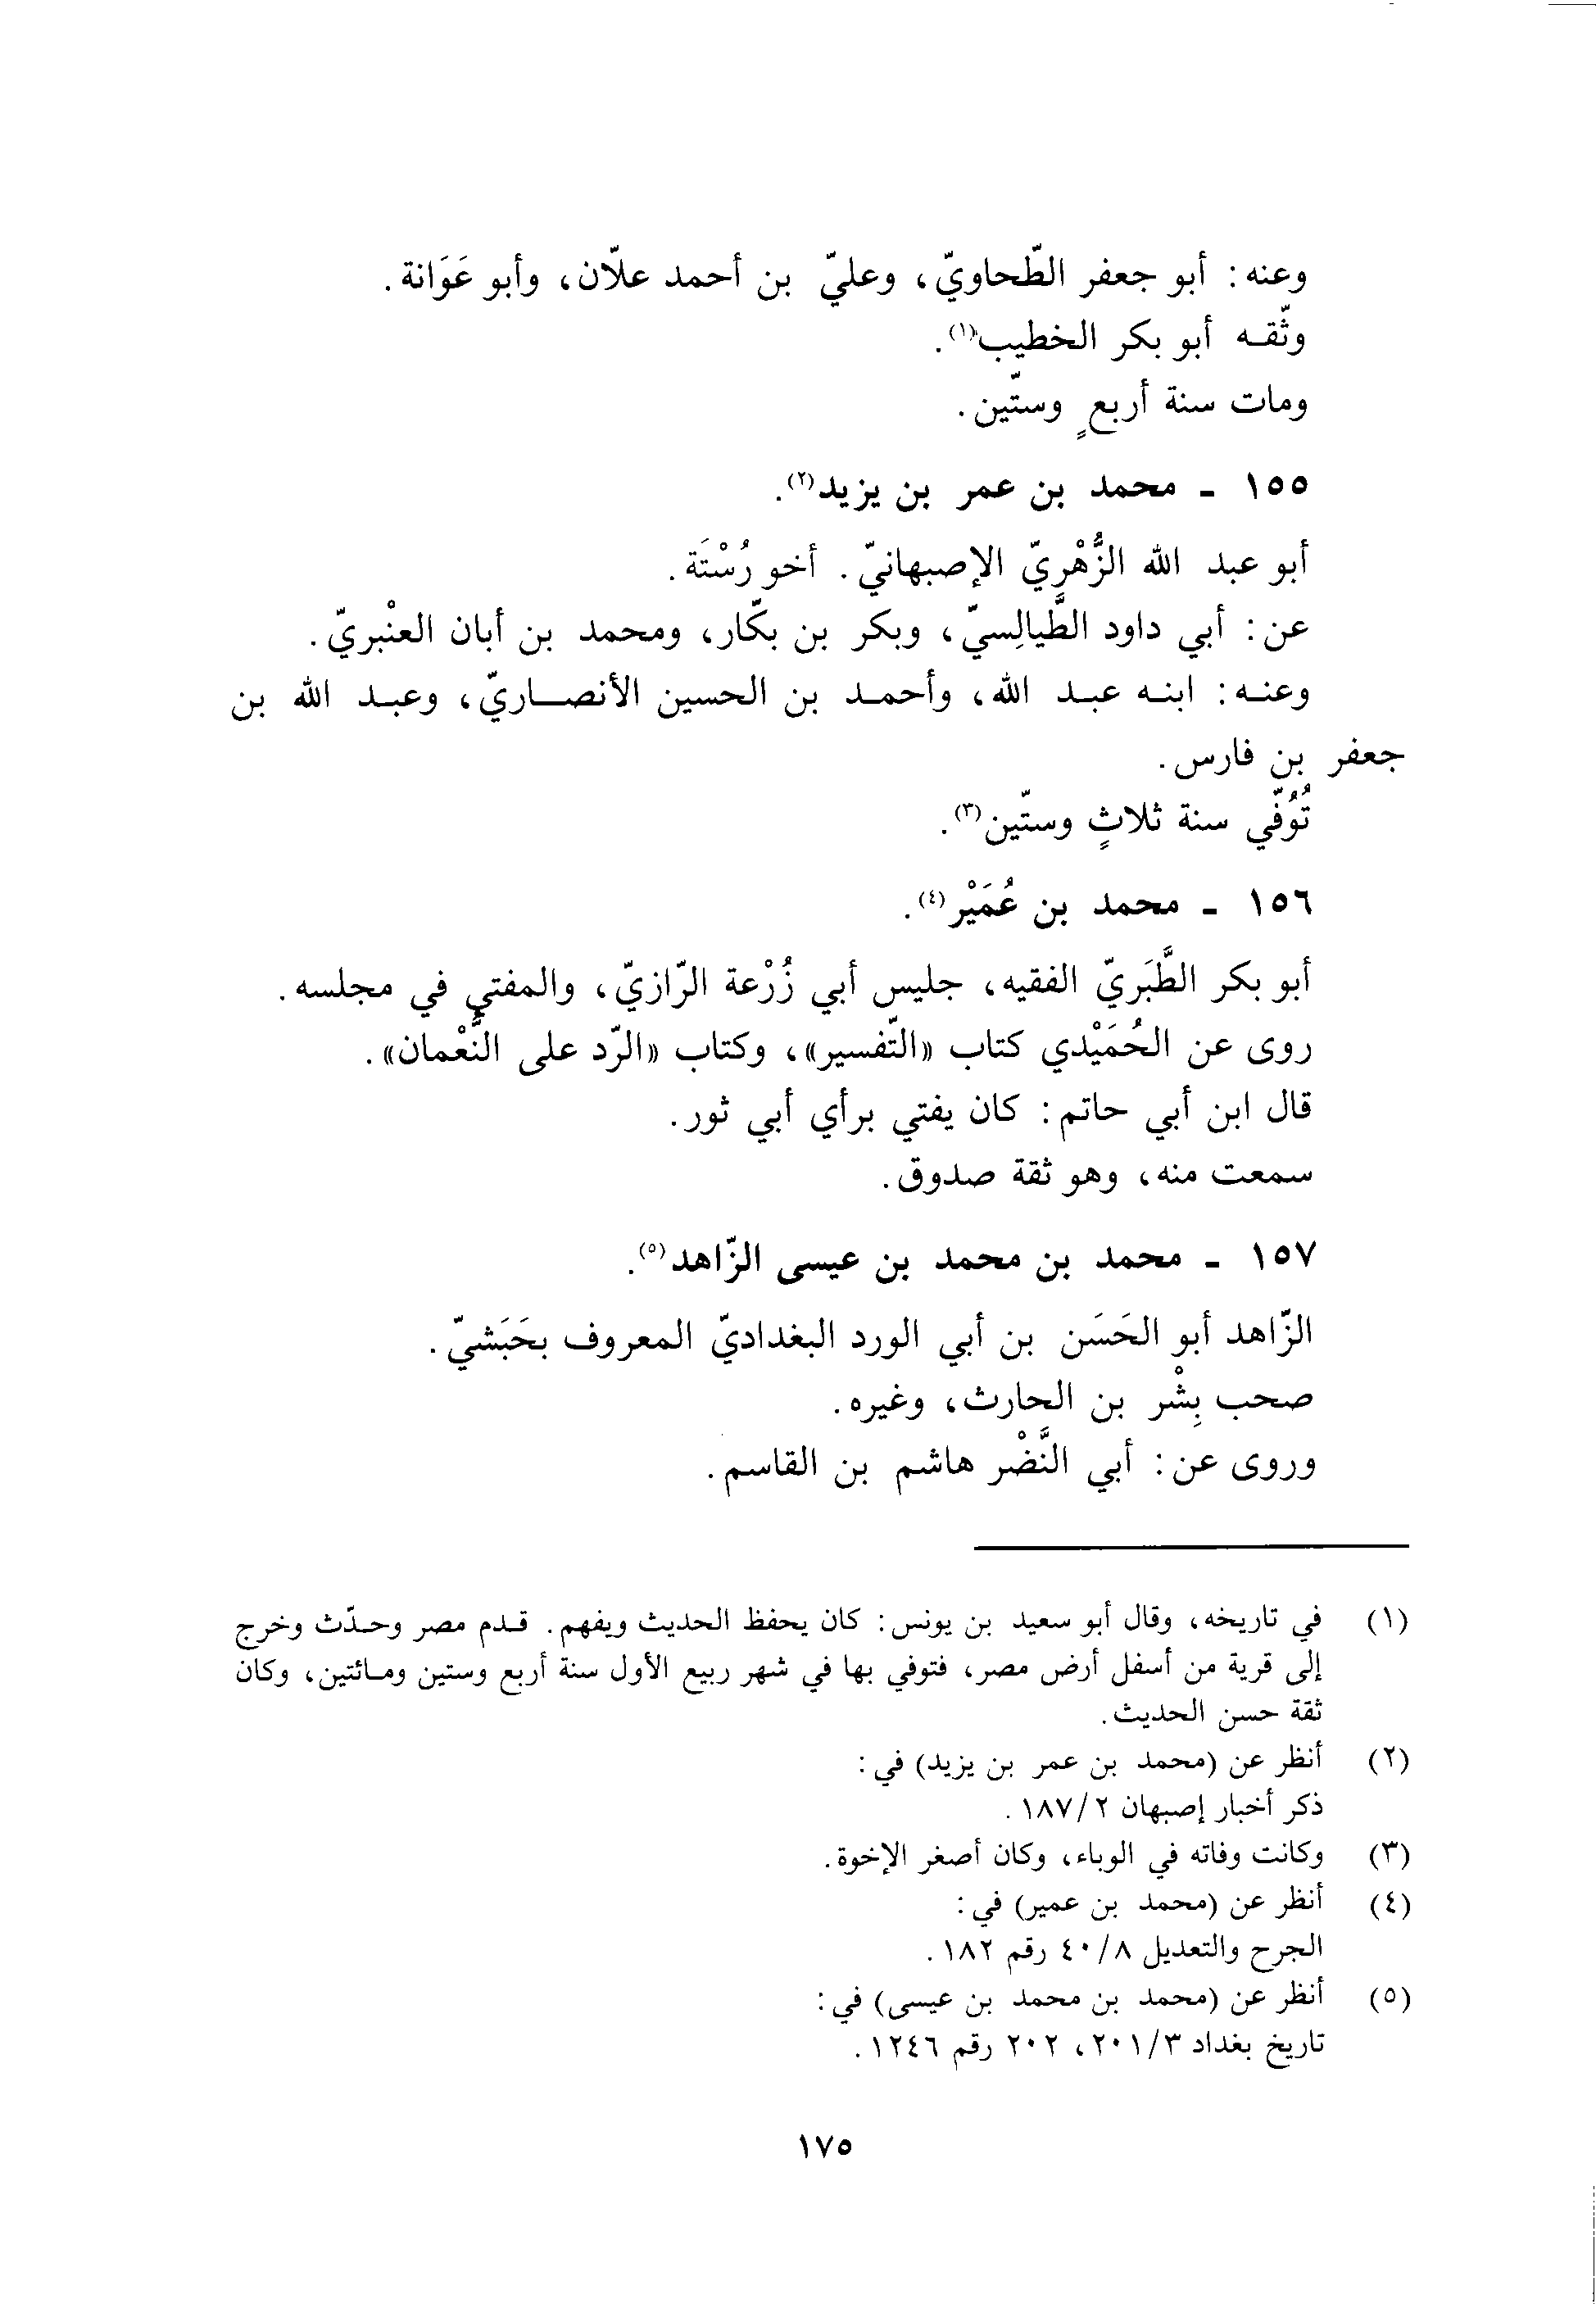 وعنه: أبو جعفر الطّحاويّ، وعليّ بن أحمد علّان، وأبو عَوَانة.
وثّقـه أبو بكر الخطيب(١).
ومات سنة أربعٍ وستّين.
١٥٥ - محمد بن عمر بن يزيد(٢).
أبو عبد الله الزُّهْرِيّ الإصبهانيّ. أخو رُسْتَة.
عن: أبي داود الطَّيالِسيّ، وبكر بن بكّار، ومحمد بن أبان العنْبريّ.
وعنـه: ابنـه عبـد الله، وأحمـد بن الحسين الأنصـاريّ، وعبـد الله بن
جعفر بن فارس.
تُوُفّي سنة ثلاثٍ وستّين(٣).
١٥٦ - محمد بن عُمَيْر(٤).
أبو بكر الطَّبَريّ الفقيه، جليس أبي زُرْعة الرّازيّ، والمفتي في مجلسه.
روى عن الحُمَيْدي كتاب «التّفسير»، وكتاب «الرّد على النُّعْمان».
قال ابن أبي حاتم: كان يفتي برأي أبي ثور.
سمعت منه، وهو ثقة صدوق.
١٥٧ - محمد بن محمد بن عيسى الزّاهد(٥).
الزّاهد أبو الحَسَن بن أبي الورد البغداديّ المعروف بحَبَشيّ.
صحب بِشْر بن الحارث، وغيره.
وروى عن: أبي النَّضْر هاشم بن القاسم.
(١) في تاريخه، وقال أبو سعيد بن يونس: كان يحفظ الحديث ويفهم. قـدم مصر وحـدّث وخرج
إلى قرية من أسفل أرض مصر، فتوفي بها في شهر ربيع الأول سنة أربع وستين ومـائتين، وكان
ثقة حسن الحديث.
(٢) أنظر عن (محمد بن عمر بن يزيد) في:
ذكر أخبار إصبهان ٢/١٨٧.
(٣) وكانت وفاته في الوباء، وكان أصغر الإخوة.
(٤) أنظر عن (محمد بن عمير) في:
الجرح والتعديل ٨/٤٠ رقم ١٨٢.
(٥) أنظر عن (محمد بن محمد بن عيسى) في:
تاريخ بغداد ٣/٢٠١، ٢٠٢ رقم ١٢٤٦.
١٧٥